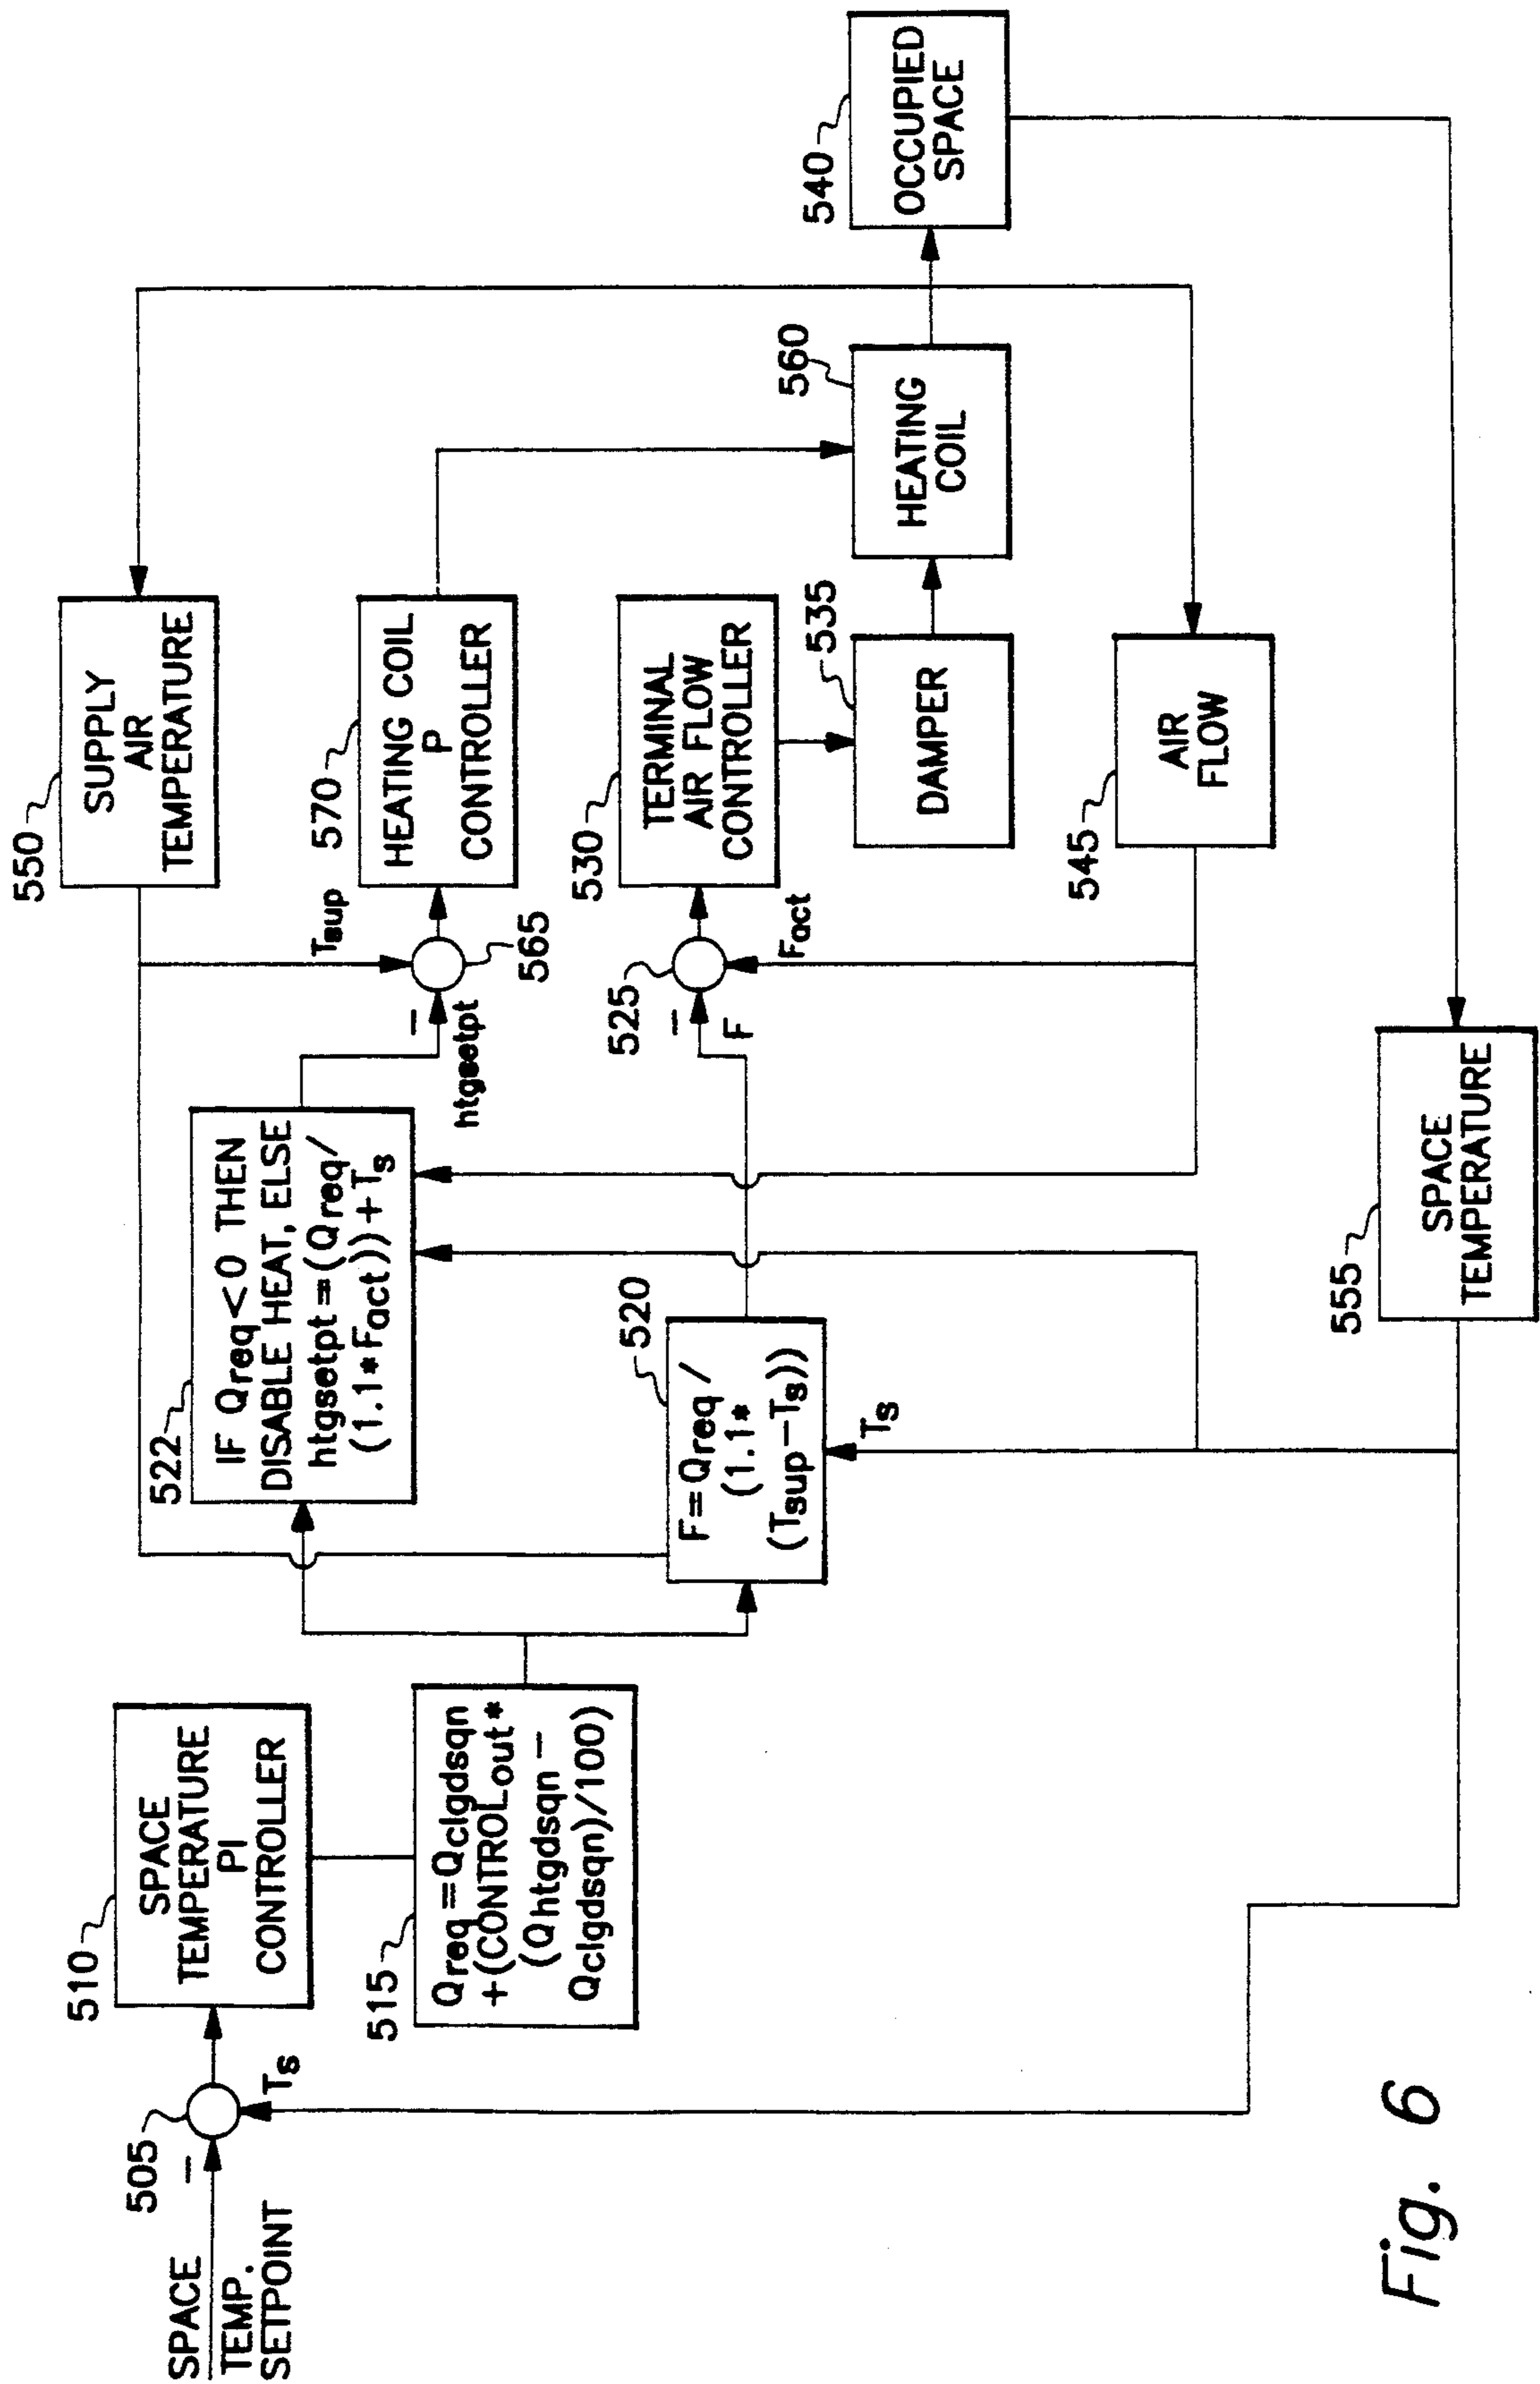 SPACE
TEMP.
SETPOINT
505
—
Ts
510
SPACE
TEMPERATURE
PI
CONTROLLER
515
Qreq=Qclgdsqn
+(CONTROLout*
(Qhtgdsqn—
Qclgdsqn)/100)
522
IF Qreq<0 THEN
DISABLE HEAT, ELSE
htgsetpt=(Qreq/
(1.1*Fact))+Ts
520
F=Qreq/
(1.1*
(Tsup—Ts))
Ts
550
SUPPLY
AIR
TEMPERATURE
Tsup
—
htgsetpt
565
570
HEATING COIL
P
CONTROLLER
525
—
F
Fact
530
TERMINAL
AIR FLOW
CONTROLLER
535
DAMPER
560
HEATING
COIL
540
OCCUPIED
SPACE
545
AIR
FLOW
555
SPACE
TEMPERATURE
Fig. 6